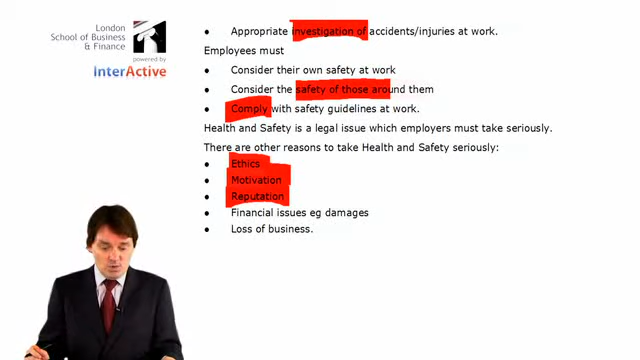 London
School of Business
& Finance
powered by
InterActive
• Appropriate investigation of accidents/injuries at work.
Employees must
• Consider their own safety at work
• Consider the safety of those around them
• Comply with safety guidelines at work.
Health and Safety is a legal issue which employers must take seriously.
There are other reasons to take Health and Safety seriously:
• Ethics
• Motivation
• Reputation
• Financial issues eg damages
• Loss of business.